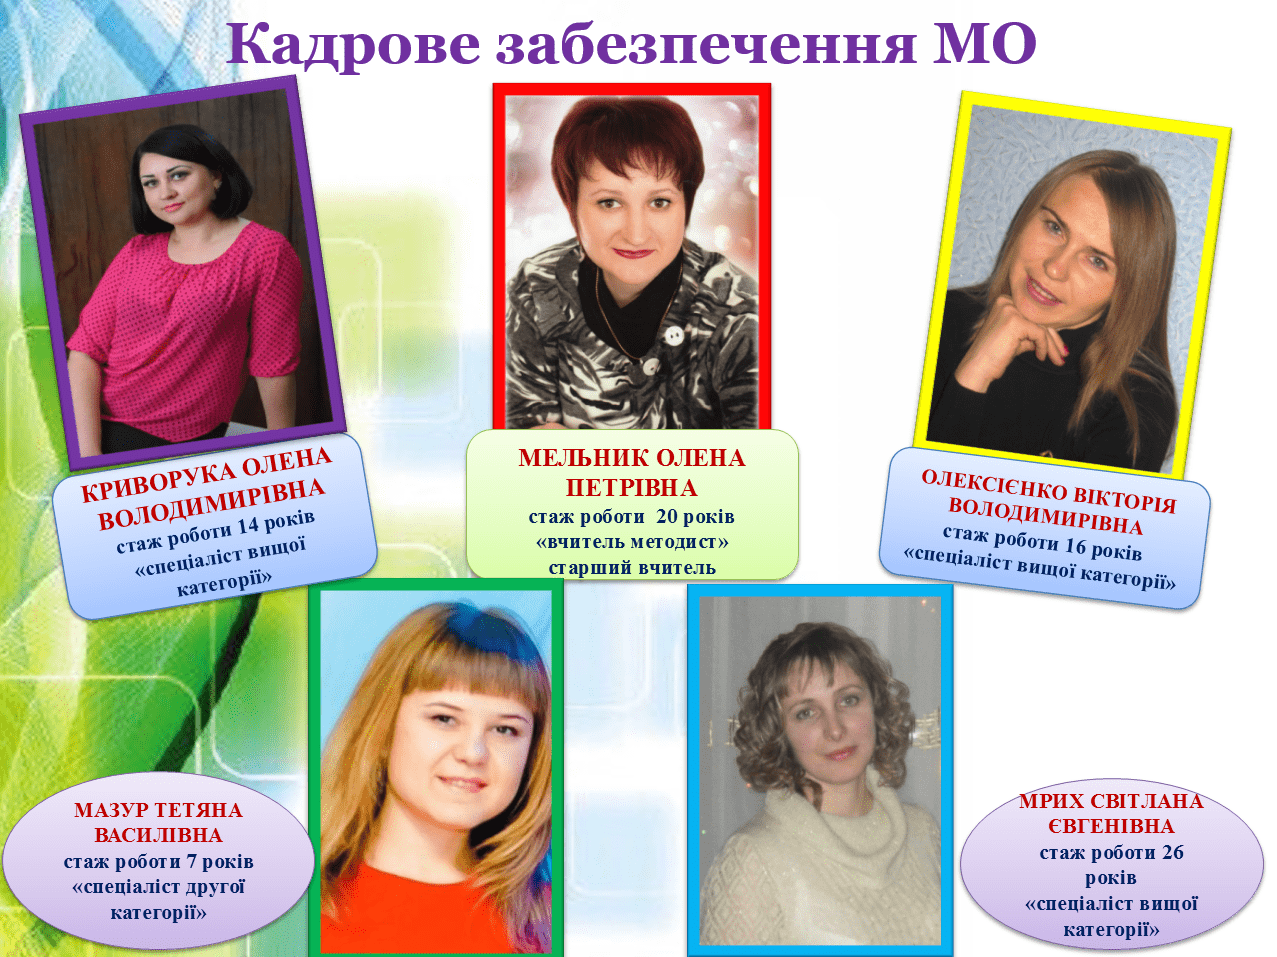 Кадрове забезпечення МО
КРИВОРУКА ОЛЕНА
ВОЛОДИМИРІВНА
стаж роботи 14 років
«спеціаліст вищої
категорії»
МЕЛЬНИК ОЛЕНА
ПЕТРІВНА
стаж роботи 20 років
«вчитель методист»
старший вчитель
ОЛЕКСІЄНКО ВІКТОРІЯ
ВОЛОДИМИРІВНА
стаж роботи 16 років
«спеціаліст вищої категорії»
МАЗУР ТЕТЯНА
ВАСИЛІВНА
стаж роботи 7 років
«спеціаліст другої
категорії»
МРИХ СВІТЛАНА
ЄВГЕНІВНА
стаж роботи 26
років
«спеціаліст вищої
категорії»